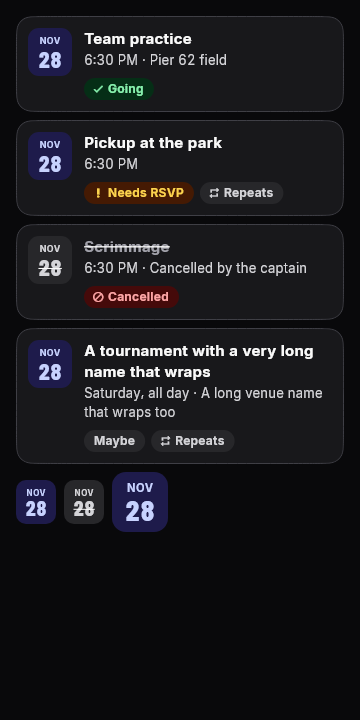 NOV
28
Team practice
6:30 PM · Pier 62 field
Going
NOV
28
Pickup at the park
6:30 PM
Needs RSVP
Repeats
NOV
28
Scrimmage
6:30 PM · Cancelled by the captain
Cancelled
NOV
28
A tournament with a very long
name that wraps
Saturday, all day · A long venue name
that wraps too
Maybe
Repeats
NOV
28
NOV
28
NOV
28